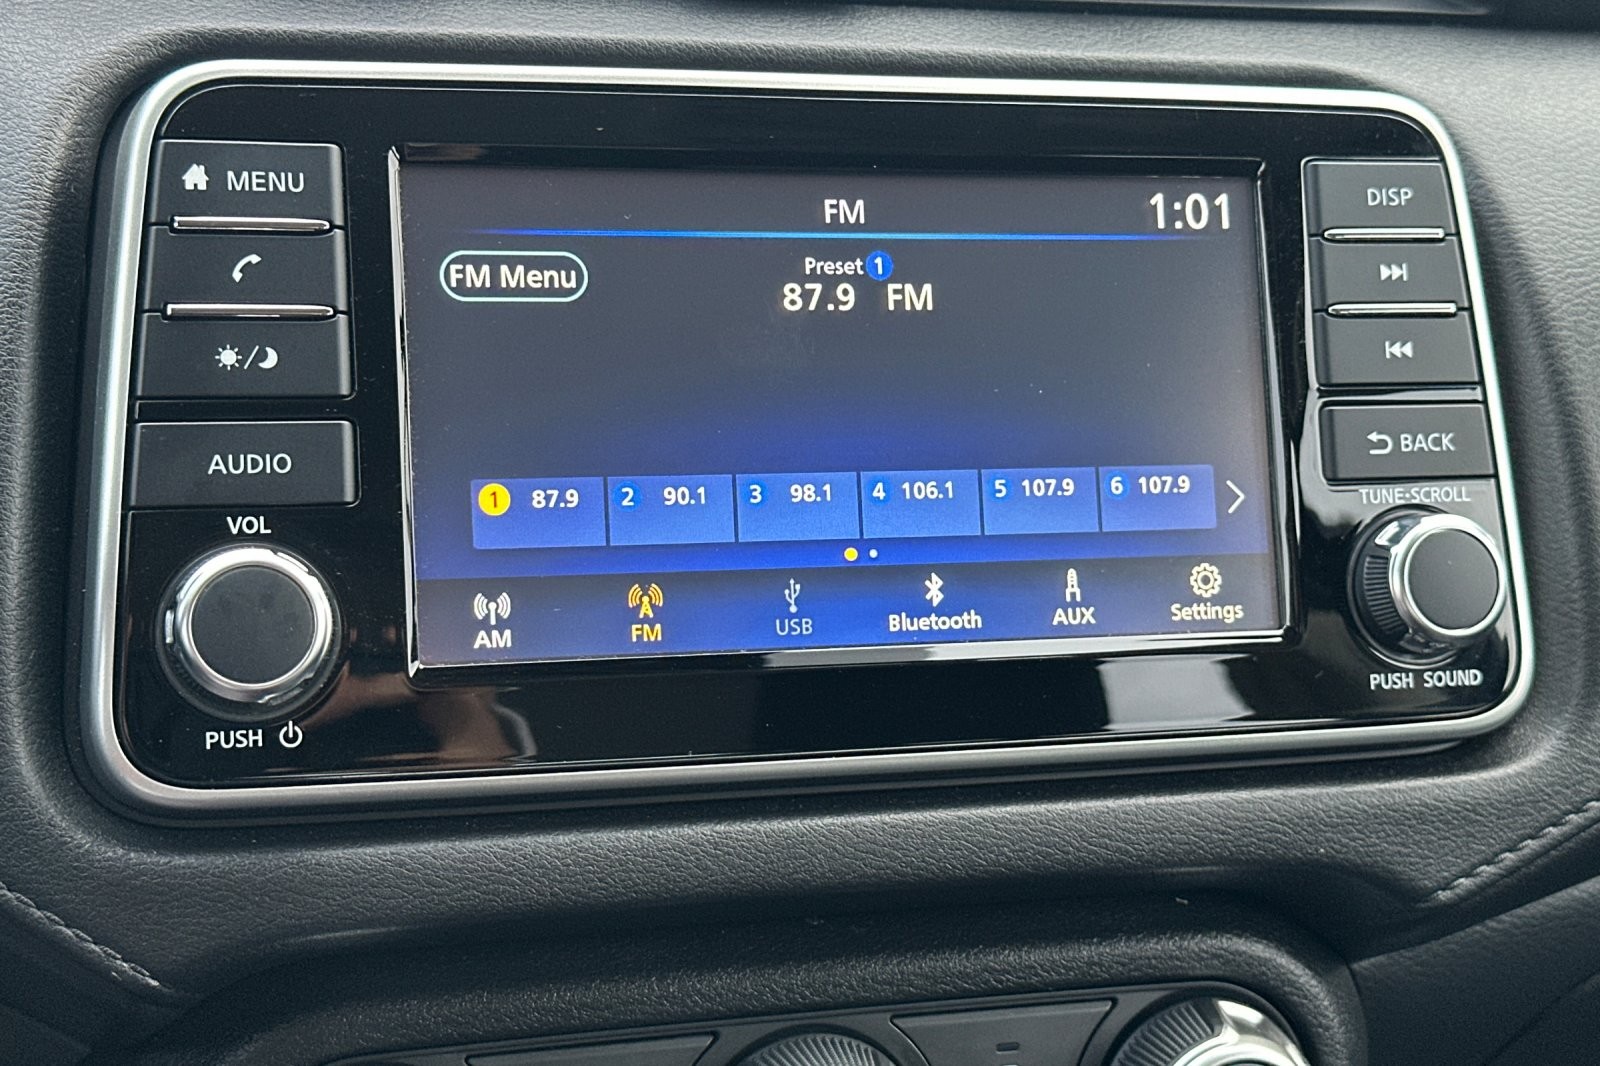 MENU
AUDIO
VOL
PUSH
FM
1:01
FM Menu
Preset 1
87.9 FM
1 87.9 2 90.1 3 98.1 4 106.1 5 107.9 6 107.9
AM FM USB Bluetooth AUX Settings
DISP
BACK
TUNE·SCROLL
PUSH SOUND